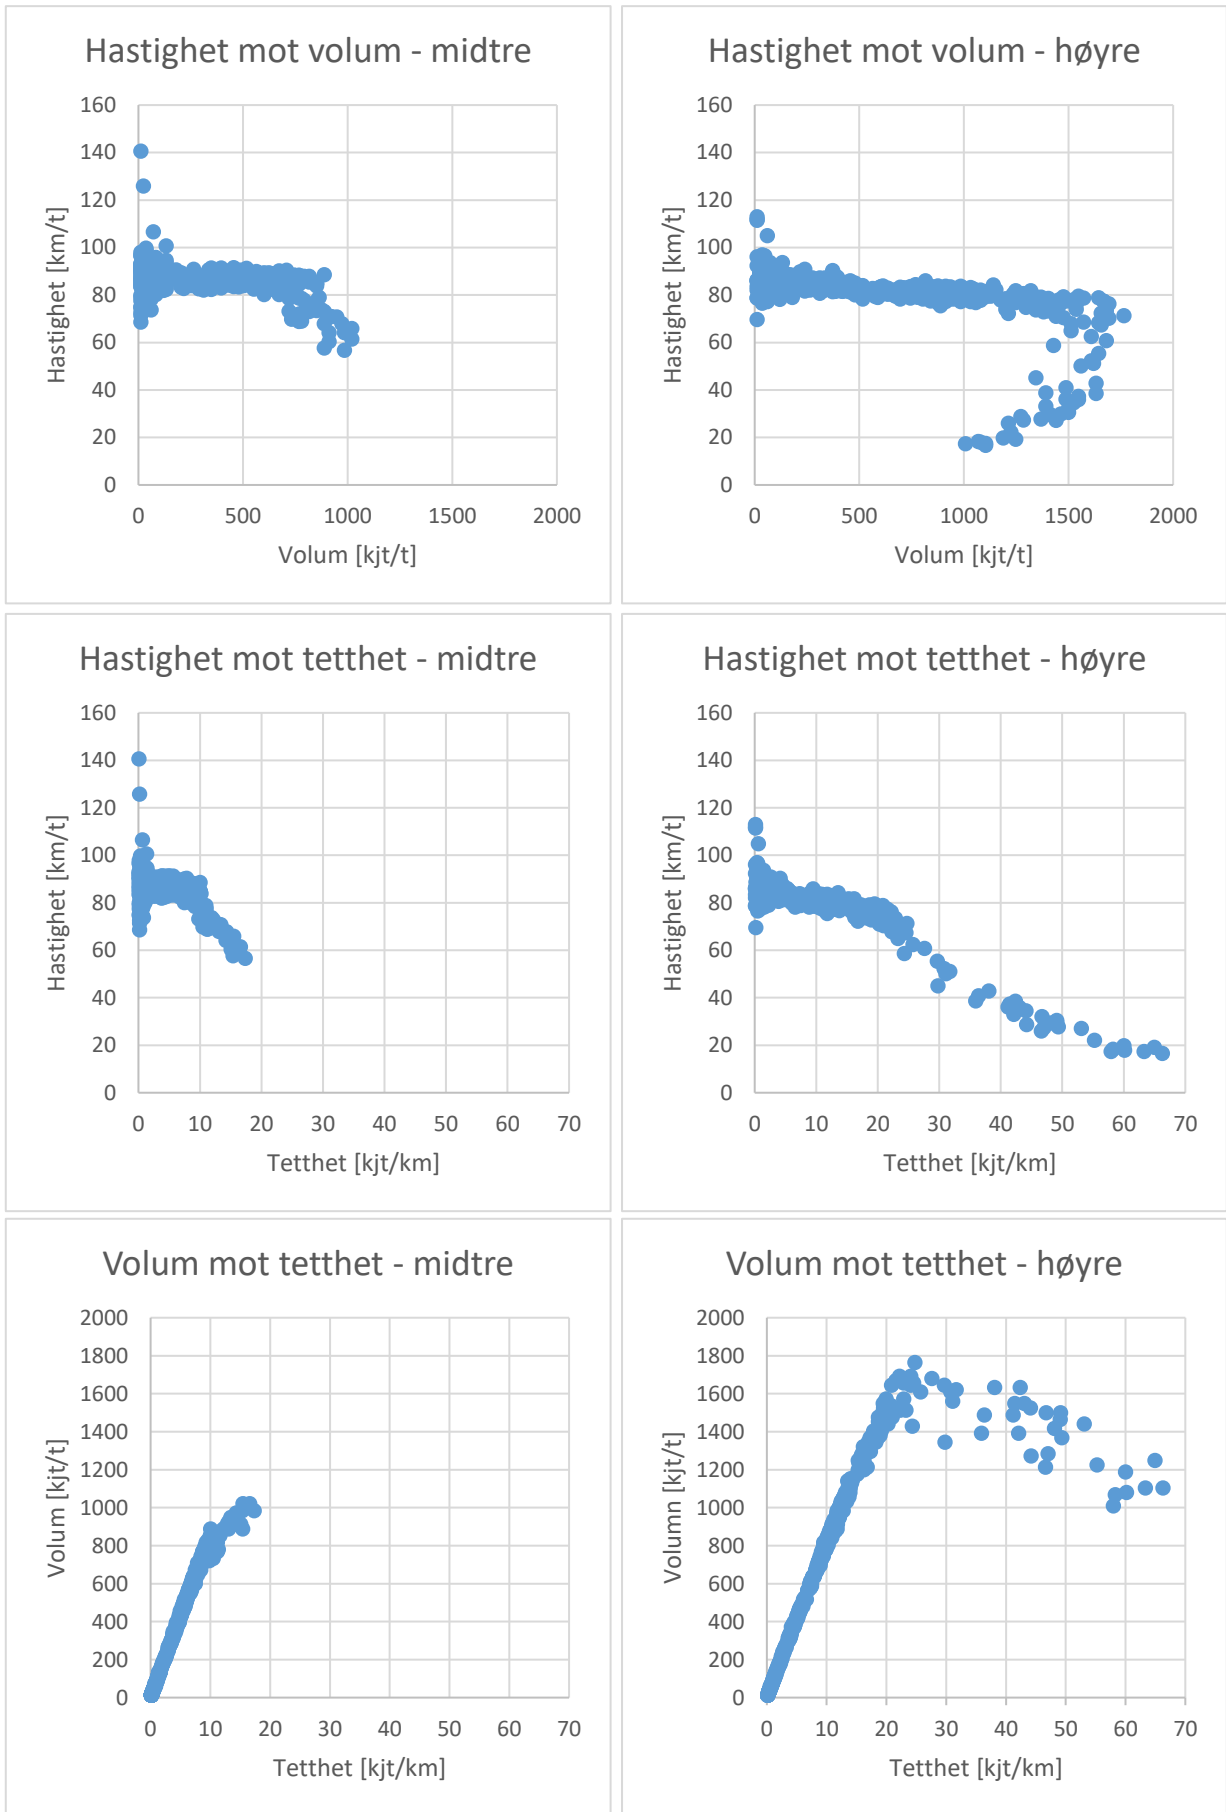 Hastighet mot volum - midtre
160
140
120
100
80
60
40
20
0
Hastighet [km/t]
0 500 1000 1500 2000
Volum [kjt/t]
Hastighet mot volum - høyre
160
140
120
100
80
60
40
20
0
Hastighet [km/t]
0 500 1000 1500 2000
Volum [kjt/t]
Hastighet mot tetthet - midtre
160
140
120
100
80
60
40
20
0
Hastighet [km/t]
0 10 20 30 40 50 60 70
Tetthet [kjt/km]
Hastighet mot tetthet - høyre
160
140
120
100
80
60
40
20
0
Hastighet [km/t]
0 10 20 30 40 50 60 70
Tetthet [kjt/km]
Volum mot tetthet - midtre
2000
1800
1600
1400
1200
1000
800
600
400
200
0
Volum [kjt/t]
0 10 20 30 40 50 60 70
Tetthet [kjt/km]
Volum mot tetthet - høyre
2000
1800
1600
1400
1200
1000
800
600
400
200
0
Volumn [kjt/t]
0 10 20 30 40 50 60 70
Tetthet [kjt/km]